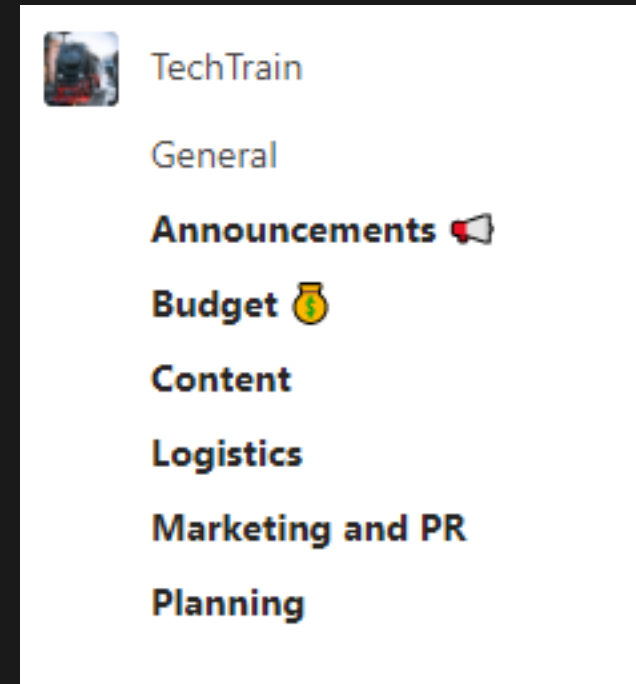 TechTrain
General
Announcements 📢
Budget 💰
Content
Logistics
Marketing and PR
Planning